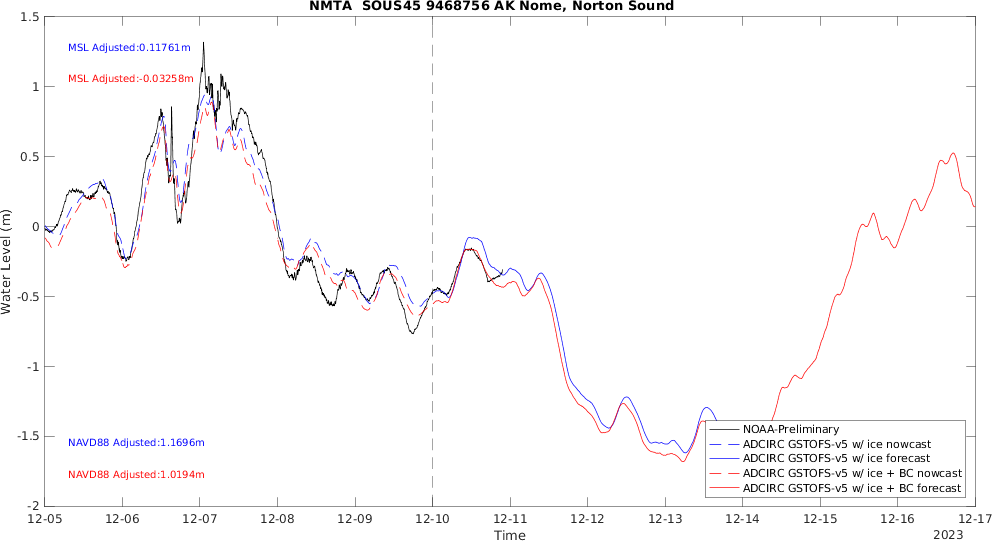 NMTA  SOUS45 9468756 AK Nome, Norton Sound
MSL Adjusted:0.11761m
MSL Adjusted:-0.03258m
NAVD88 Adjusted:1.1696m
NAVD88 Adjusted:1.0194m
Water Level (m)
1.5
1
0.5
0
-0.5
-1
-1.5
-2
NOAA-Preliminary
ADCIRC GSTOFS-v5 w/ ice nowcast
ADCIRC GSTOFS-v5 w/ ice forecast
ADCIRC GSTOFS-v5 w/ ice + BC nowcast
ADCIRC GSTOFS-v5 w/ ice + BC forecast
12-05 12-06 12-07 12-08 12-09 12-10 12-11 12-12 12-13 12-14 12-15 12-16 12-17
Time
2023